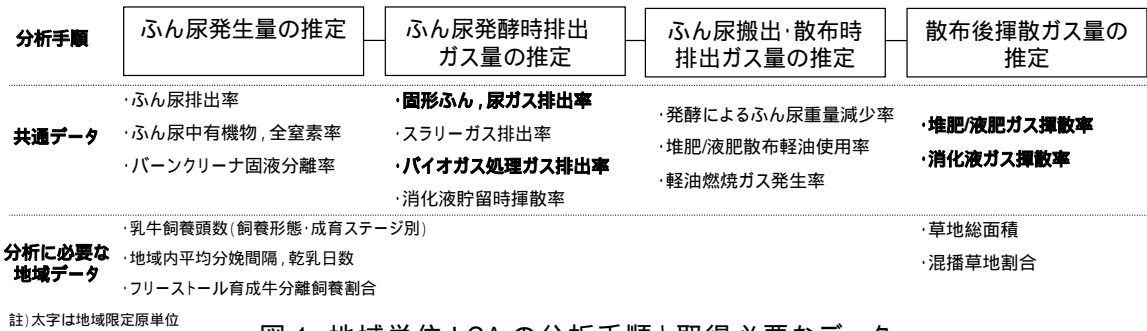 分析手順
ふん尿発生量の推定
ふん尿発酵時排出
ガス量の推定
ふん尿搬出・散布時
排出ガス量の推定
散布後揮散ガス量の
推定
共通データ
・ふん尿排出率
・ふん尿中有機物，全窒素率
・バーンクリーナ固液分離率
・固形ふん，尿ガス排出率
・スラリーガス排出率
・バイオガス処理ガス排出率
・消化液貯留時揮散率
・発酵によるふん尿重量減少率
・堆肥/液肥散布軽油使用率
・軽油燃焼ガス発生率
・堆肥/液肥ガス揮散率
・消化液ガス揮散率
分析に必要な
地域データ
・乳牛飼養頭数（飼養形態・成育ステージ別）
・地域内平均分娩間隔，乾乳日数
・フリーストール育成牛分離飼養割合
・草地総面積
・混播草地割合
註）太字は地域限定原単位